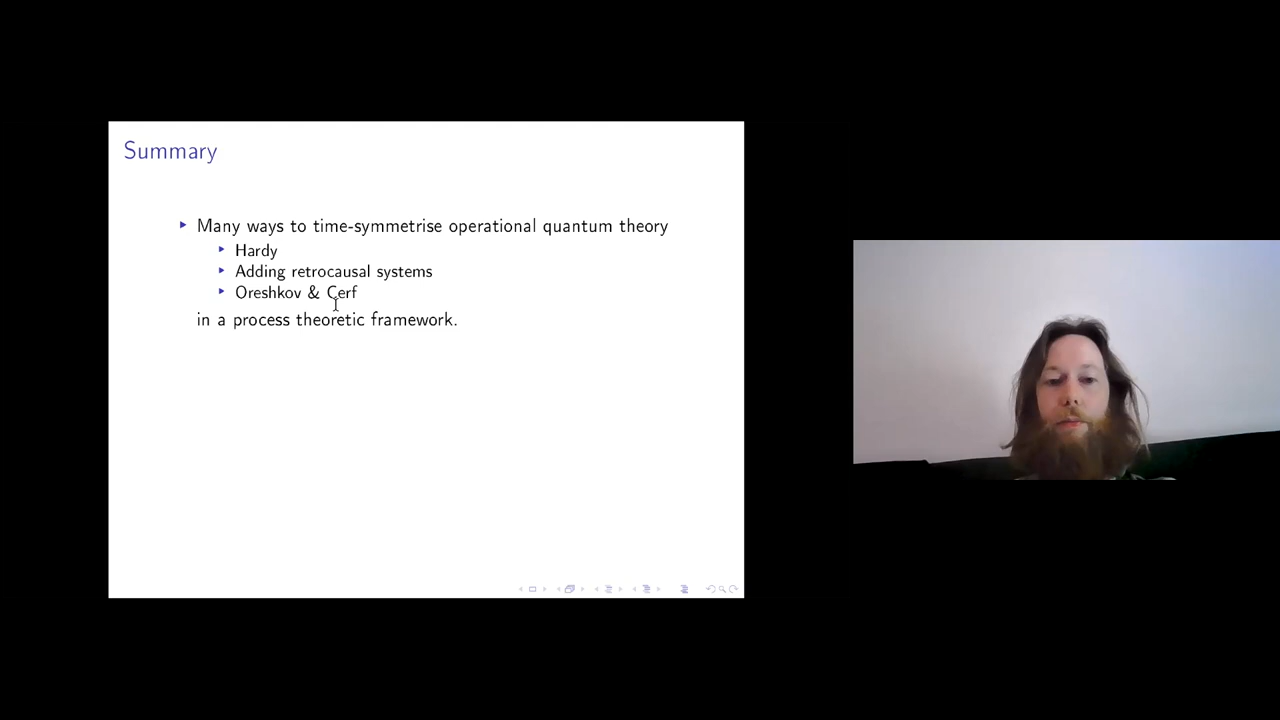 Summary
Many ways to time-symmetrise operational quantum theory
Hardy
Adding retrocausal systems
Oreshkov & Cerf
in a process theoretic framework.